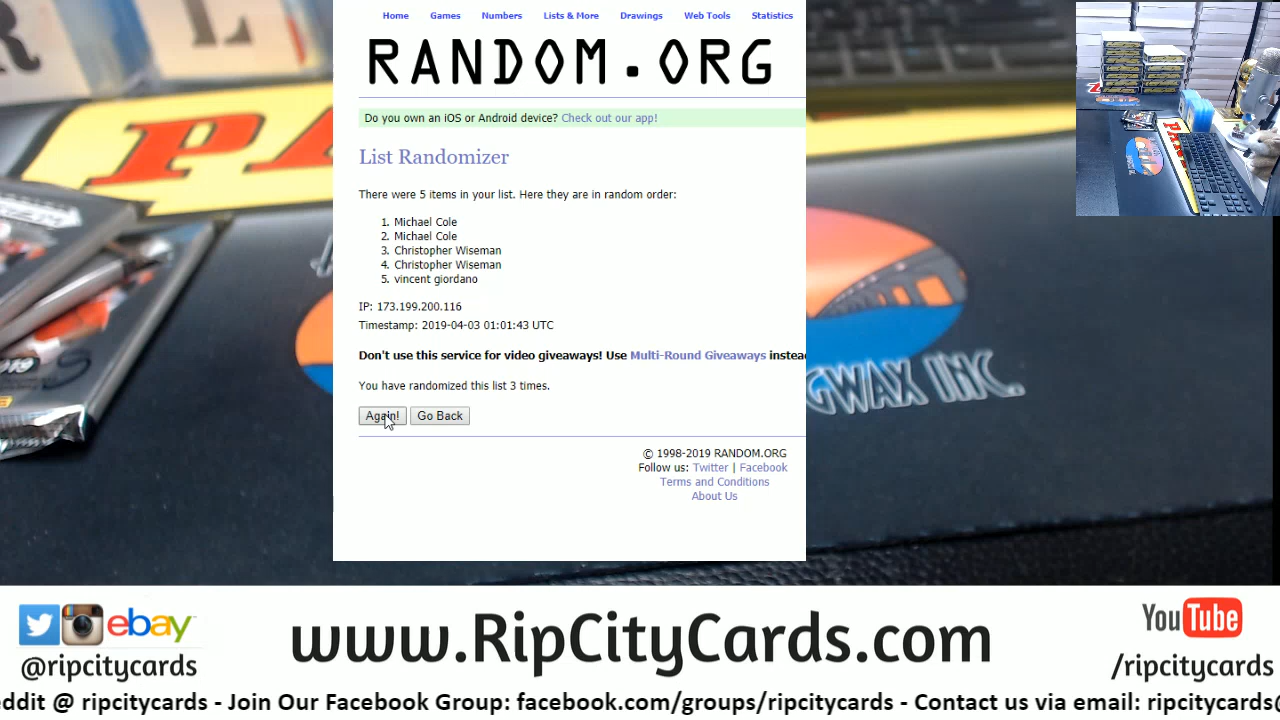 Home Games Numbers Lists & More Drawings Web Tools Statistics
RANDOM.ORG
Do you own an iOS or Android device? Check out our app!
List Randomizer
There were 5 items in your list. Here they are in random order:
1. Michael Cole
2. Michael Cole
3. Christopher Wiseman
4. Christopher Wiseman
5. vincent giordano
IP: 173.199.200.116
Timestamp: 2019-04-03 01:01:43 UTC
Don't use this service for video giveaways! Use Multi-Round Giveaways instea
You have randomized this list 3 times.
Again! Go Back
© 1998-2019 RANDOM.ORG
Follow us: Twitter | Facebook
Terms and Conditions
About Us
PA
GWAX INC.
ebay
@ripcitycards
www.RipCityCards.com
YouTube
/ripcitycards
eddit @ ripcitycards - Join Our Facebook Group: facebook.com/groups/ripcitycards - Contact us via email: ripcitycards@